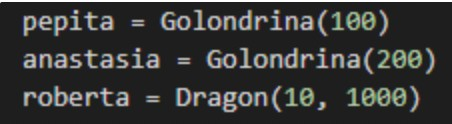 pepita = Golondrina(100)
anastasia = Golondrina(200)
roberta = Dragon(10, 1000)